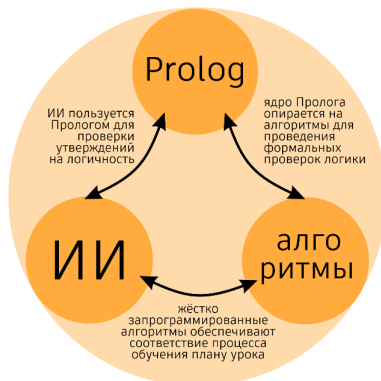 Prolog
ИИ пользуется
Прологом для
проверки
утверждений
на логичность
ядро Пролога
опирается на
алгоритмы для
проведения
формальных
проверок логики
ИИ
алго
ритмы
жёстко
запрограммированные
алгоритмы обеспечивают
соответствие процесса
обучения плану урока